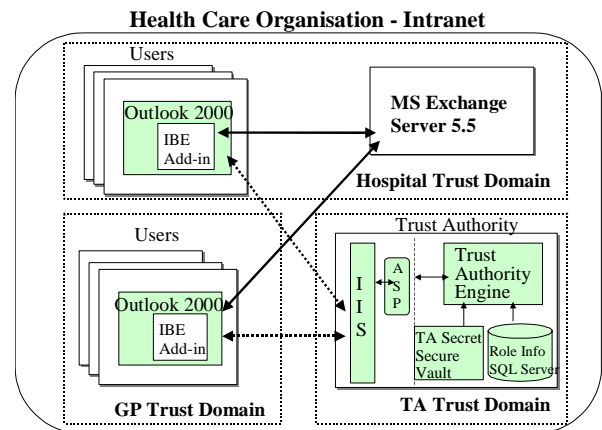 Health Care Organisation - Intranet
Users
Outlook 2000
IBE
Add-in
MS Exchange
Server 5.5
Hospital Trust Domain
Users
Outlook 2000
IBE
Add-in
GP Trust Domain
Trust Authority
I
I
S
A
S
P
Trust
Authority
Engine
TA Secret
Secure
Vault
Role Info
SQL Server
TA Trust Domain